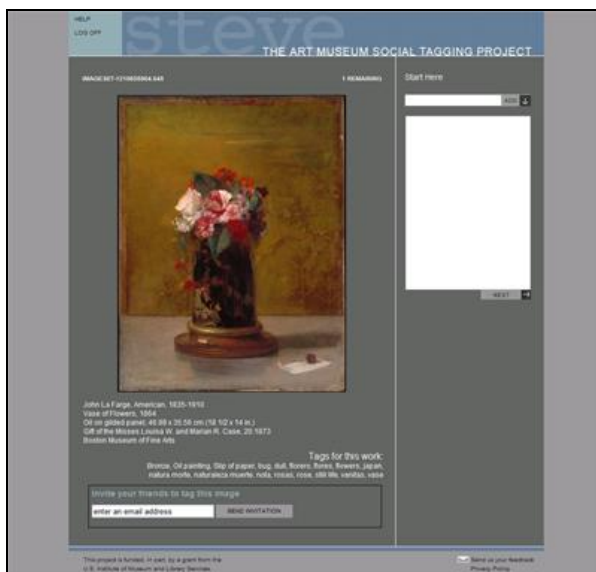 HELP
LOG OFF
steve
THE ART MUSEUM SOCIAL TAGGING PROJECT
1 REMAINING
Start Here
ADD
NEXT
John La Farge, American, 1835-1910
Vase of Flowers, 1864
Oil on gilded panel, 46.99 x 35.56 cm (18 1/2 x 14 in.)
Gift of the Misses Louisa W. and Marian R. Case, 20.1873
Boston Museum of Fine Arts
Tags for this work:
Bronze, Oil painting, Slip of paper, bug, dull, florero, flores, flowers, japan,
natura morte, naturaleza muerte, nota, rosas, rose, still life, vanitas, vase
Invite your friends to tag this image
enter an email address
SEND INVITATION
This project is funded, in part, by a grant from the
U.S. Institute of Museum and Library Services.
Send us your feedback
Privacy Policy